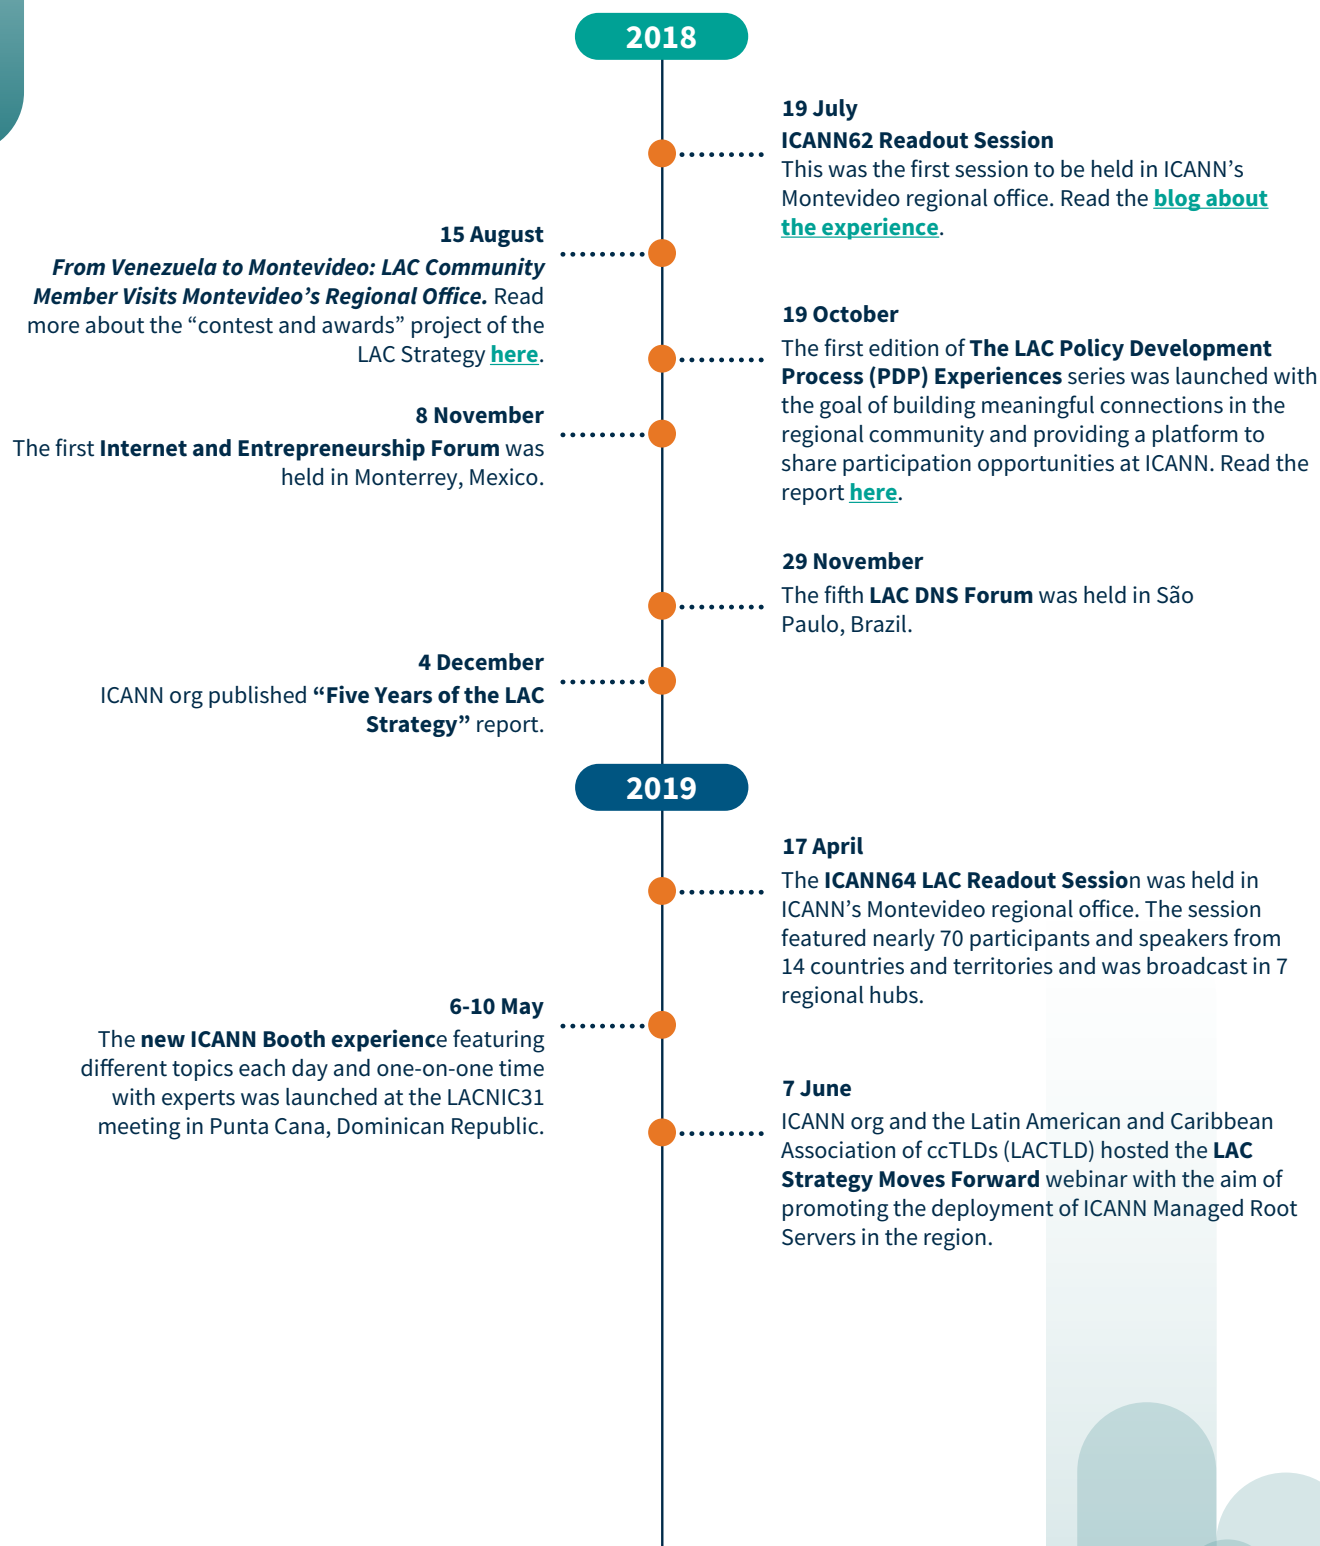 2018
19 July
ICANN62 Readout Session
This was the first session to be held in ICANN’s
Montevideo regional office. Read the blog about
the experience.
15 August
From Venezuela to Montevideo: LAC Community
Member Visits Montevideo’s Regional Office. Read
more about the “contest and awards” project of the
LAC Strategy here.
19 October
The first edition of The LAC Policy Development
Process (PDP) Experiences series was launched with
the goal of building meaningful connections in the
regional community and providing a platform to
share participation opportunities at ICANN. Read the
report here.
8 November
The first Internet and Entrepreneurship Forum was
held in Monterrey, Mexico.
29 November
The fifth LAC DNS Forum was held in São
Paulo, Brazil.
4 December
ICANN org published “Five Years of the LAC
Strategy” report.
2019
17 April
The ICANN64 LAC Readout Session was held in
ICANN’s Montevideo regional office. The session
featured nearly 70 participants and speakers from
14 countries and territories and was broadcast in 7
regional hubs.
6-10 May
The new ICANN Booth experience featuring
different topics each day and one-on-one time
with experts was launched at the LACNIC31
meeting in Punta Cana, Dominican Republic.
7 June
ICANN org and the Latin American and Caribbean
Association of ccTLDs (LACTLD) hosted the LAC
Strategy Moves Forward webinar with the aim of
promoting the deployment of ICANN Managed Root
Servers in the region.